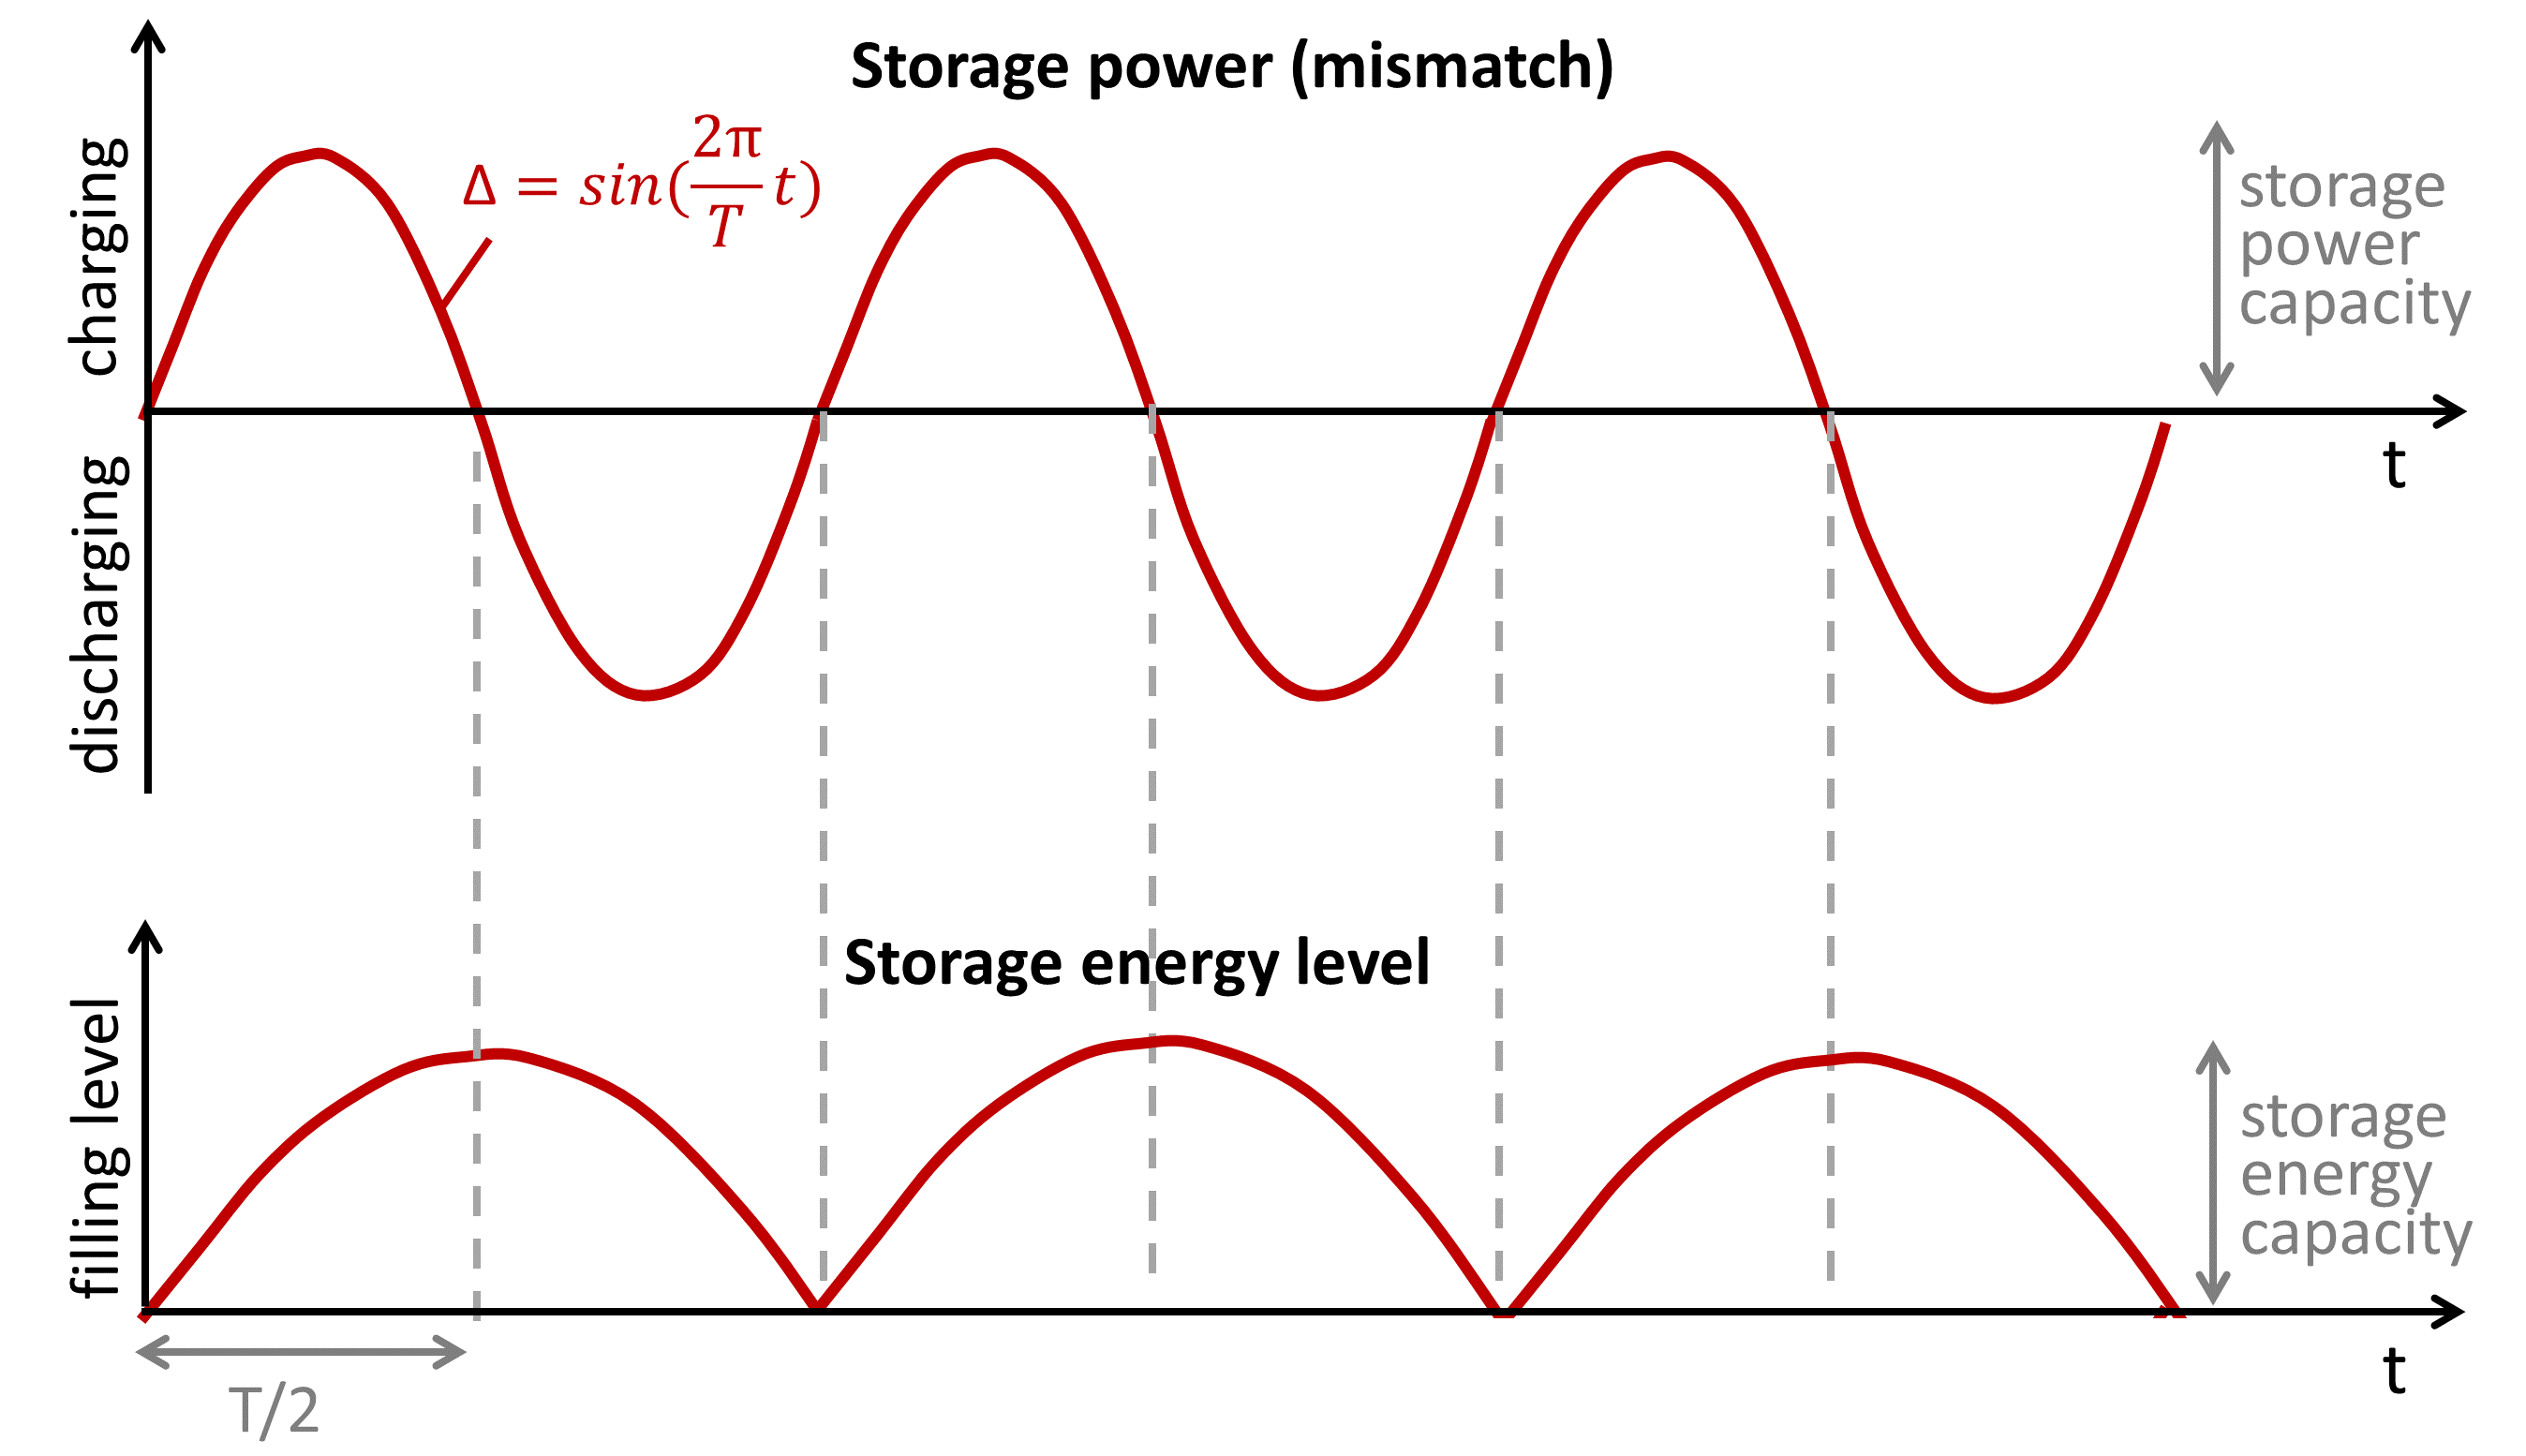 Storage power (mismatch)
charging
Δ = sin(2π/T t)
storage
power
capacity
t
discharging
Storage energy level
filling level
storage
energy
capacity
t
T/2